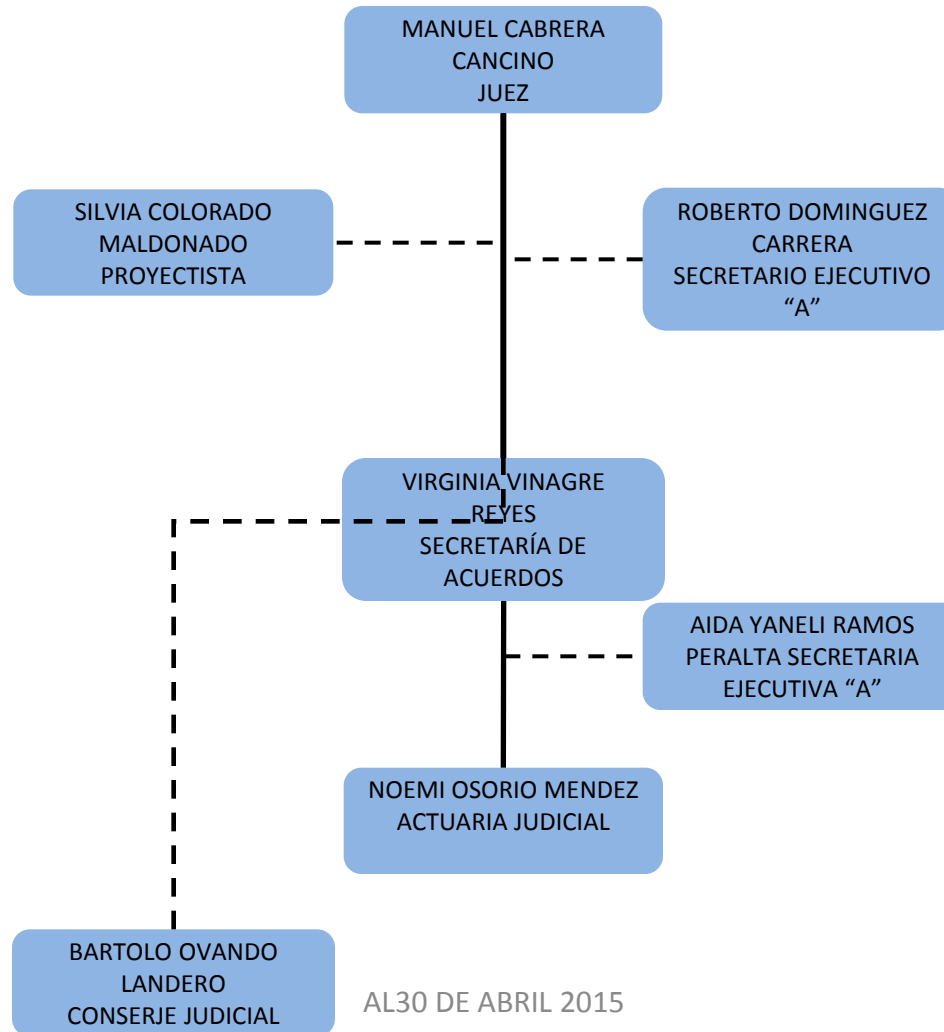 MANUEL CABRERA
CANCINO
JUEZ
SILVIA COLORADO
MALDONADO
PROYECTISTA
ROBERTO DOMINGUEZ
CARRERA
SECRETARIO EJECUTIVO
“A”
VIRGINIA VINAGRE
REYES
SECRETARÍA DE
ACUERDOS
AIDA YANELI RAMOS
PERALTA SECRETARIA
EJECUTIVA “A”
NOEMI OSORIO MENDEZ
ACTUARIA JUDICIAL
BARTOLO OVANDO
LANDERO
CONSERJE JUDICIAL
AL30 DE ABRIL 2015